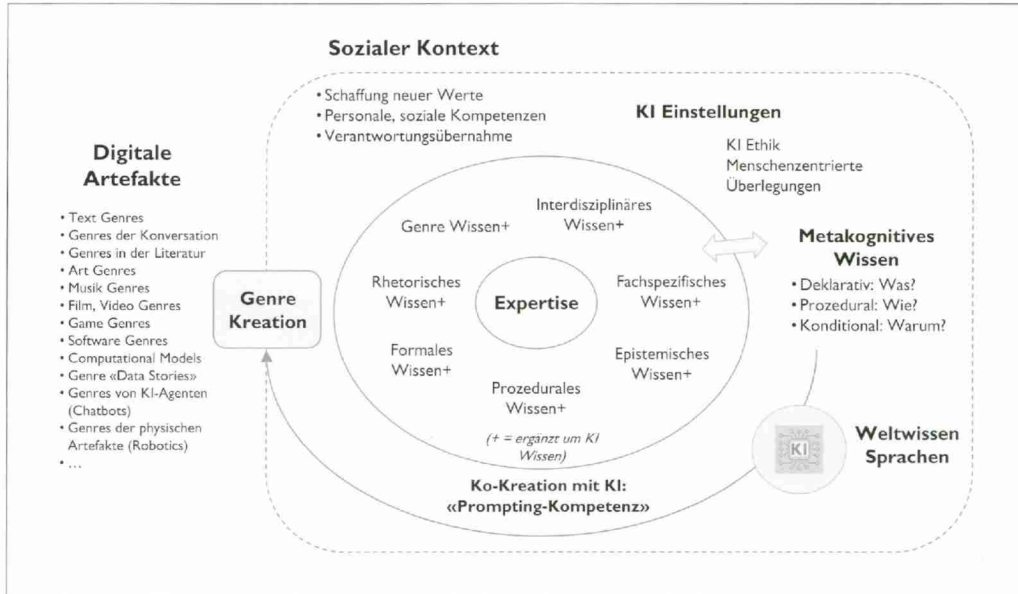 Sozialer Kontext
• Schaffung neuer Werte
• Personale, soziale Kompetenzen
• Verantwortungsübernahme
KI Einstellungen
KI Ethik
Menschenzentrierte
Überlegungen
Digitale
Artefakte
• Text Genres
• Genres der Konversation
• Genres in der Literatur
• Art Genres
• Musik Genres
• Film, Video Genres
• Game Genres
• Software Genres
• Computational Models
• Genre «Data Stories»
• Genres von KI-Agenten
(Chatbots)
• Genres der physischen
Artefakte (Robotics)
• ...
Genre
Kreation
Genre Wissen+
Interdisziplinäres
Wissen+
Rhetorisches
Wissen+
Expertise
Fachspezifisches
Wissen+
Formales
Wissen+
Epistemisches
Wissen+
Prozedurales
Wissen+
(+ = ergänzt um KI
Wissen)
Metakognitives
Wissen
• Deklarativ: Was?
• Prozedural: Wie?
• Konditional: Warum?
KI
Weltwissen
Sprachen
Ko-Kreation mit KI:
«Prompting-Kompetenz»